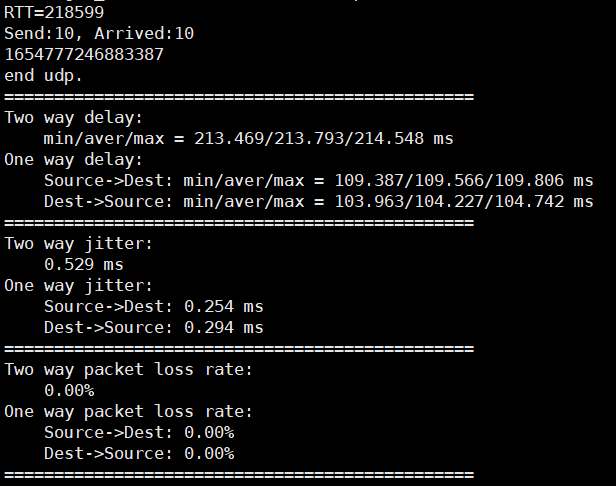 RTT=218599
Send:10, Arrived:10
1654777246883387
end udp.
===============================================
Two way delay:
    min/aver/max = 213.469/213.793/214.548 ms
One way delay:
    Source->Dest: min/aver/max = 109.387/109.566/109.806 ms
    Dest->Source: min/aver/max = 103.963/104.227/104.742 ms
===============================================
Two way jitter:
    0.529 ms
One way jitter:
    Source->Dest: 0.254 ms
    Dest->Source: 0.294 ms
===============================================
Two way packet loss rate:
    0.00%
One way packet loss rate:
    Source->Dest: 0.00%
    Dest->Source: 0.00%
===============================================